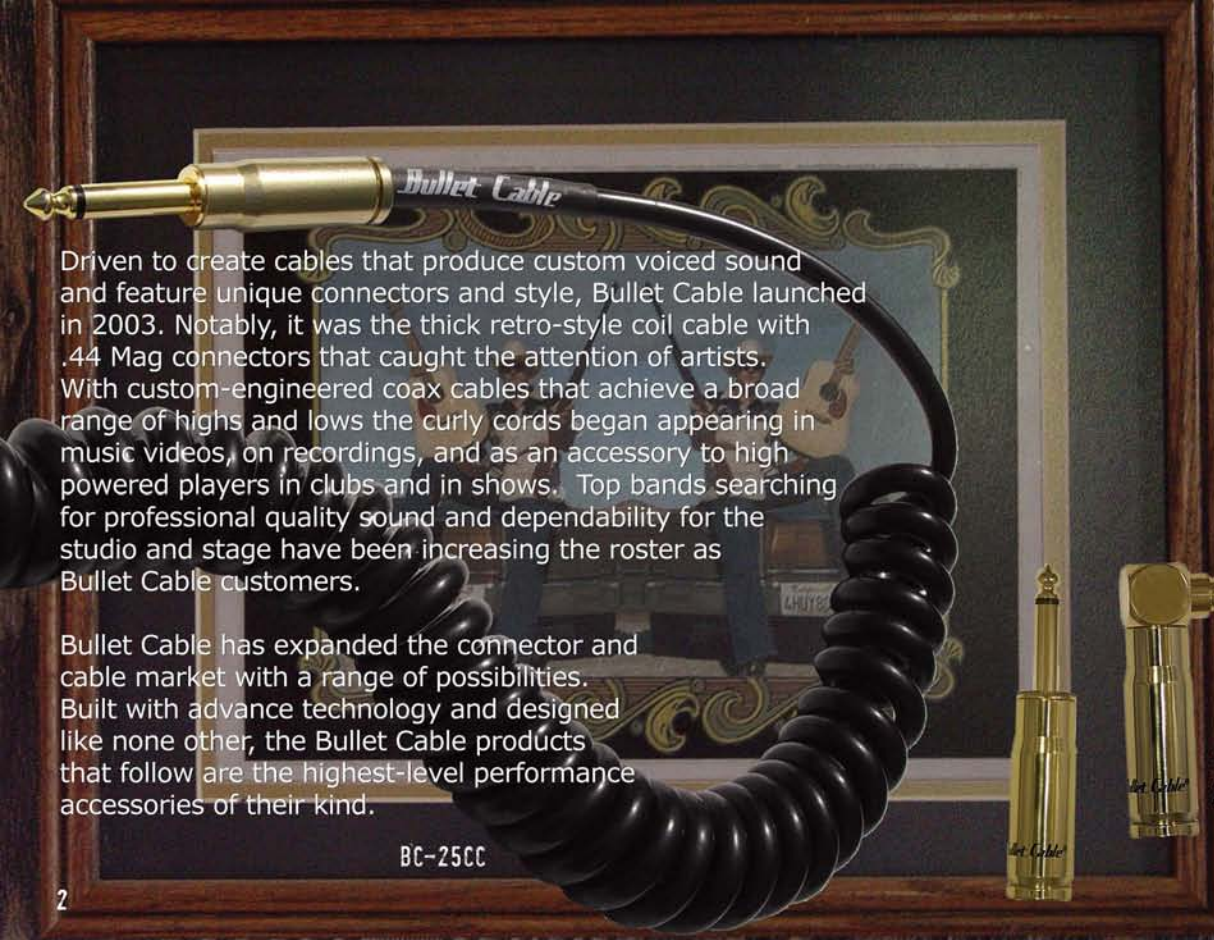 Bullet Cable
Driven to create cables that produce custom voiced sound
and feature unique connectors and style, Bullet Cable launched
in 2003. Notably, it was the thick retro-style coil cable with
.44 Mag connectors that caught the attention of artists.
With custom-engineered coax cables that achieve a broad
range of highs and lows the curly cords began appearing in
music videos, on recordings, and as an accessory to high
powered players in clubs and in shows.  Top bands searching
for professional quality sound and dependability for the
studio and stage have been increasing the roster as
Bullet Cable customers.
Bullet Cable has expanded the connector and
cable market with a range of possibilities.
Built with advance technology and designed
like none other, the Bullet Cable products
that follow are the highest-level performance
accessories of their kind.
llet Cable®
llet Cable®
BC-25CC
2